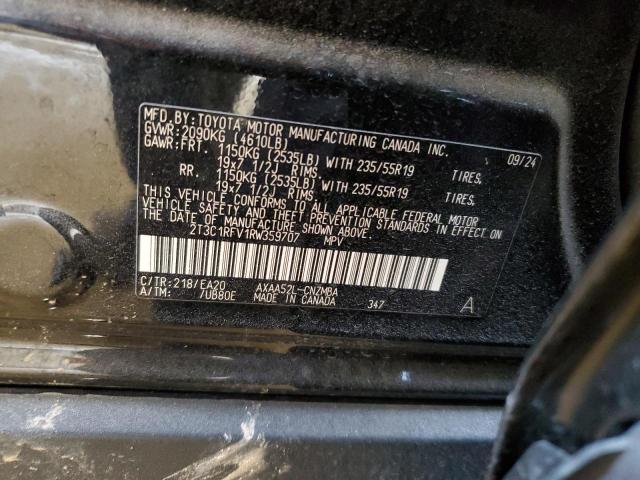 MFD.BY:TOYOTA MOTOR MANUFACTURING CANADA INC.
GVWR:2090KG (4610LB) 09/24
GAWR:FRT. 1150KG (2535LB) WITH 235/55R19 TIRES,
19x7 1/2J RIMS,
RR. 1150KG (2535LB) WITH 235/55R19 TIRES,
19x7 1/2J RIMS
THIS VEHICLE CONFORMS TO ALL APPLICABLE FEDERAL MOTOR
VEHICLE SAFETY AND BUMPER STANDARDS IN EFFECT ON THE DATE OF
MANUFACTURE SHOWN ABOVE.
2T3C1RFV1RW359707 MPV
C/TR:218/EA20 AXAA52L-CNZMBA
A/TM: /UB80E MADE IN CANADA 347 A